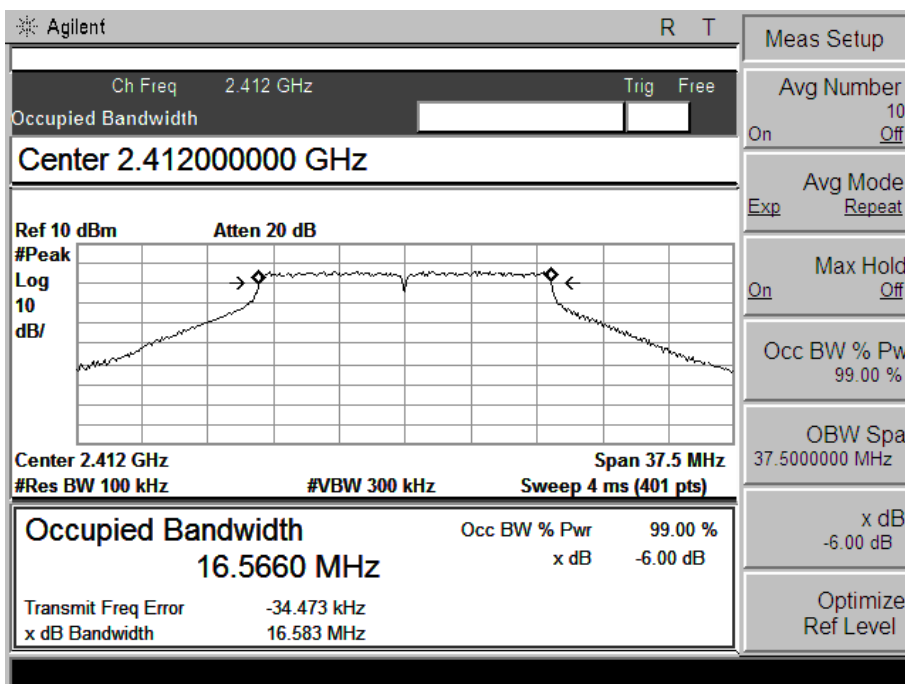 Agilent R T
Ch Freq 2.412 GHz Trig Free
Occupied Bandwidth
Center 2.412000000 GHz
Ref 10 dBm Atten 20 dB
#Peak
Log
10
dB/
Center 2.412 GHz Span 37.5 MHz
#Res BW 100 kHz #VBW 300 kHz Sweep 4 ms (401 pts)
Occupied Bandwidth
16.5660 MHz
Occ BW % Pwr 99.00 %
x dB -6.00 dB
Transmit Freq Error -34.473 kHz
x dB Bandwidth 16.583 MHz
Meas Setup
Avg Number
10
On Off
Avg Mode
Exp Repeat
Max Hold
On Off
Occ BW % Pw
99.00 %
OBW Spa
37.5000000 MHz
x dB
-6.00 dB
Optimize
Ref Level